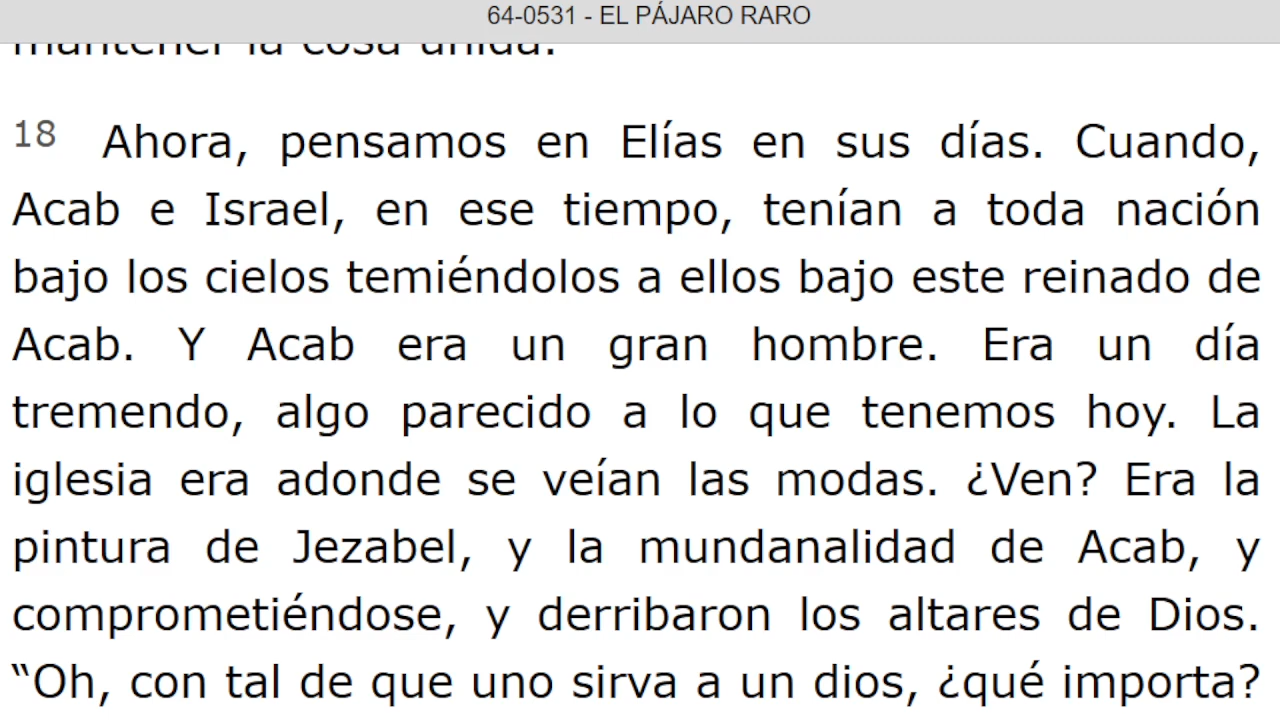 64-0531 - EL PÁJARO RARO
mantener la cosa unida.
18 Ahora, pensamos en Elías en sus días. Cuando,
Acab e Israel, en ese tiempo, tenían a toda nación
bajo los cielos temiéndolos a ellos bajo este reinado de
Acab. Y Acab era un gran hombre. Era un día
tremendo, algo parecido a lo que tenemos hoy. La
iglesia era adonde se veían las modas. ¿Ven? Era la
pintura de Jezabel, y la mundanalidad de Acab, y
comprometiéndose, y derribaron los altares de Dios.
“Oh, con tal de que uno sirva a un dios, ¿qué importa?